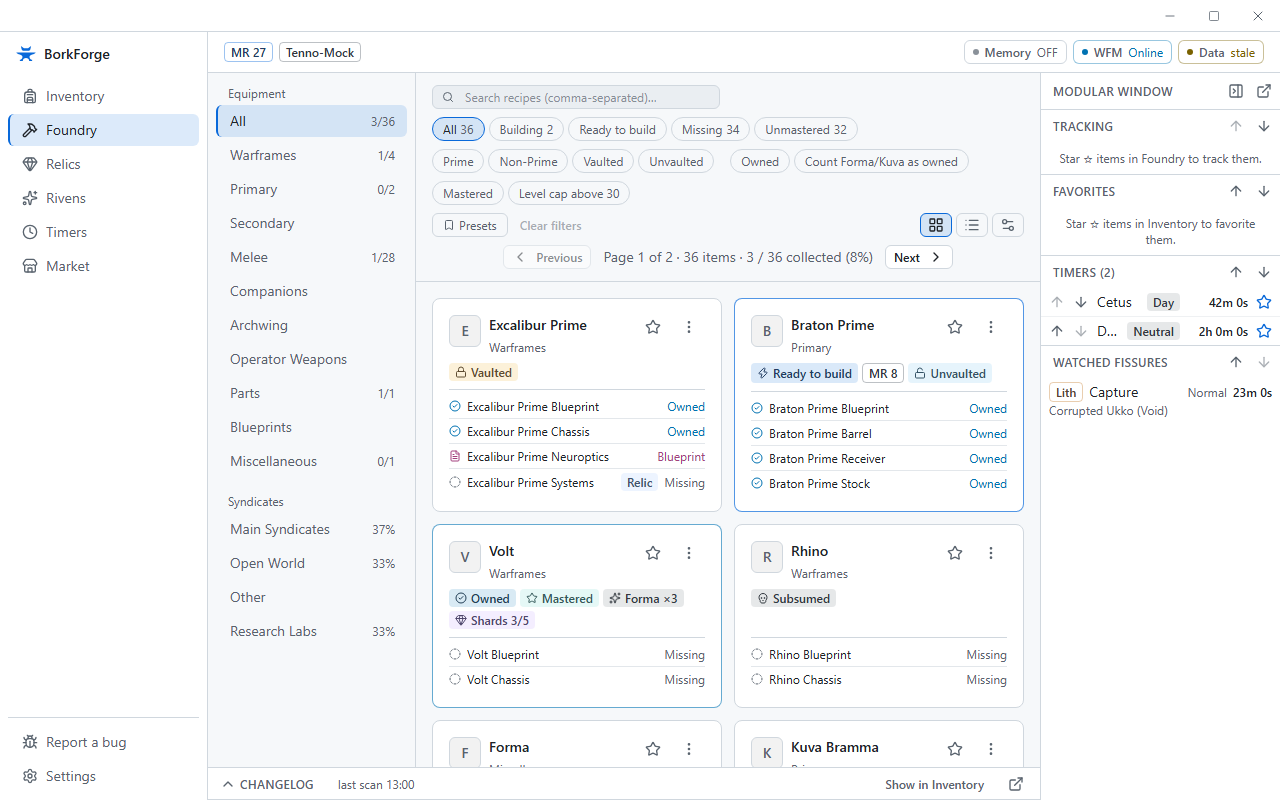 BorkForge
Inventory
Foundry
Relics
Rivens
Timers
Market
Report a bug
Settings
MR 27
Tenno-Mock
Memory OFF
WFM Online
Data stale
Equipment
All 3/36
Warframes 1/4
Primary 0/2
Secondary
Melee 1/28
Companions
Archwing
Operator Weapons
Parts 1/1
Blueprints
Miscellaneous 0/1
Syndicates
Main Syndicates 37%
Open World 33%
Other
Research Labs 33%
Search recipes (comma-separated)...
All 36 Building 2 Ready to build Missing 34 Unmastered 32
Prime Non-Prime Vaulted Unvaulted Owned Count Forma/Kuva as owned
Mastered Level cap above 30
Presets Clear filters
Previous Page 1 of 2 · 36 items · 3 / 36 collected (8%) Next
E Excalibur Prime
Warframes
Vaulted
Excalibur Prime Blueprint Owned
Excalibur Prime Chassis Owned
Excalibur Prime Neuroptics Blueprint
Excalibur Prime Systems Relic Missing
B Braton Prime
Primary
Ready to build MR 8 Unvaulted
Braton Prime Blueprint Owned
Braton Prime Barrel Owned
Braton Prime Receiver Owned
Braton Prime Stock Owned
V Volt
Warframes
Owned Mastered Forma ×3
Shards 3/5
Volt Blueprint Missing
Volt Chassis Missing
R Rhino
Warframes
Subsumed
Rhino Blueprint Missing
Rhino Chassis Missing
F Forma
K Kuva Bramma
CHANGELOG last scan 13:00 Show in Inventory
MODULAR WINDOW
TRACKING
Star ☆ items in Foundry to track them.
FAVORITES
Star ☆ items in Inventory to favorite
them.
TIMERS (2)
Cetus Day 42m 0s
D... Neutral 2h 0m 0s
WATCHED FISSURES
Lith Capture Normal 23m 0s
Corrupted Ukko (Void)